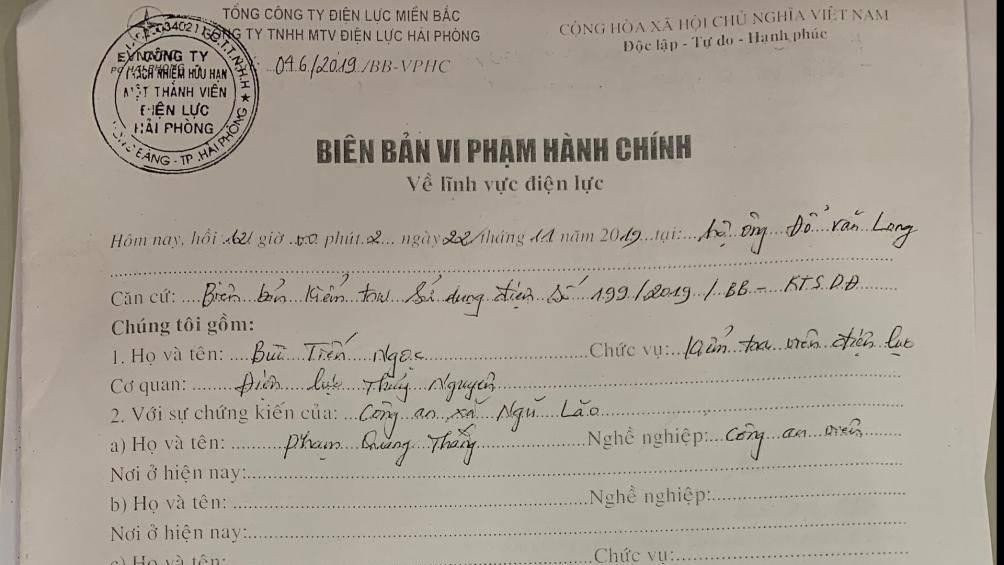 TỔNG CÔNG TY ĐIỆN LỰC MIỀN BẮC
CÔNG TY TNHH MTV ĐIỆN LỰC HẢI PHÒNG
CỘNG HÒA XÃ HỘI CHỦ NGHĨA VIỆT NAM
Độc lập - Tự do - Hạnh phúc
CÔNG TY
TRÁCH NHIỆM HỮU HẠN
MỘT THÀNH VIÊN
ĐIỆN LỰC
HẢI PHÒNG
046/2019/BB-VPHC
BIÊN BẢN VI PHẠM HÀNH CHÍNH
Về lĩnh vực điện lực
Hôm nay, hồi giờ 00 phút ngày 22 tháng 11 năm 2019 tại: hộ ông Đỗ Văn Long
Căn cứ: Biên bản kiểm tra sử dụng điện số 199/2019/BB-KTSDĐ
Chúng tôi gồm:
1. Họ và tên: Bùi Tiến Ngọc Chức vụ: Kiểm tra viên điện lực
Cơ quan: Điện lực Thủy Nguyên
2. Với sự chứng kiến của: Công an xã Ngũ Lão
a) Họ và tên: Phạm Quang Thắng Nghề nghiệp: Công an viên
Nơi ở hiện nay:
b) Họ và tên: Nghề nghiệp:
Nơi ở hiện nay:
c) Họ và tên: Chức vụ: